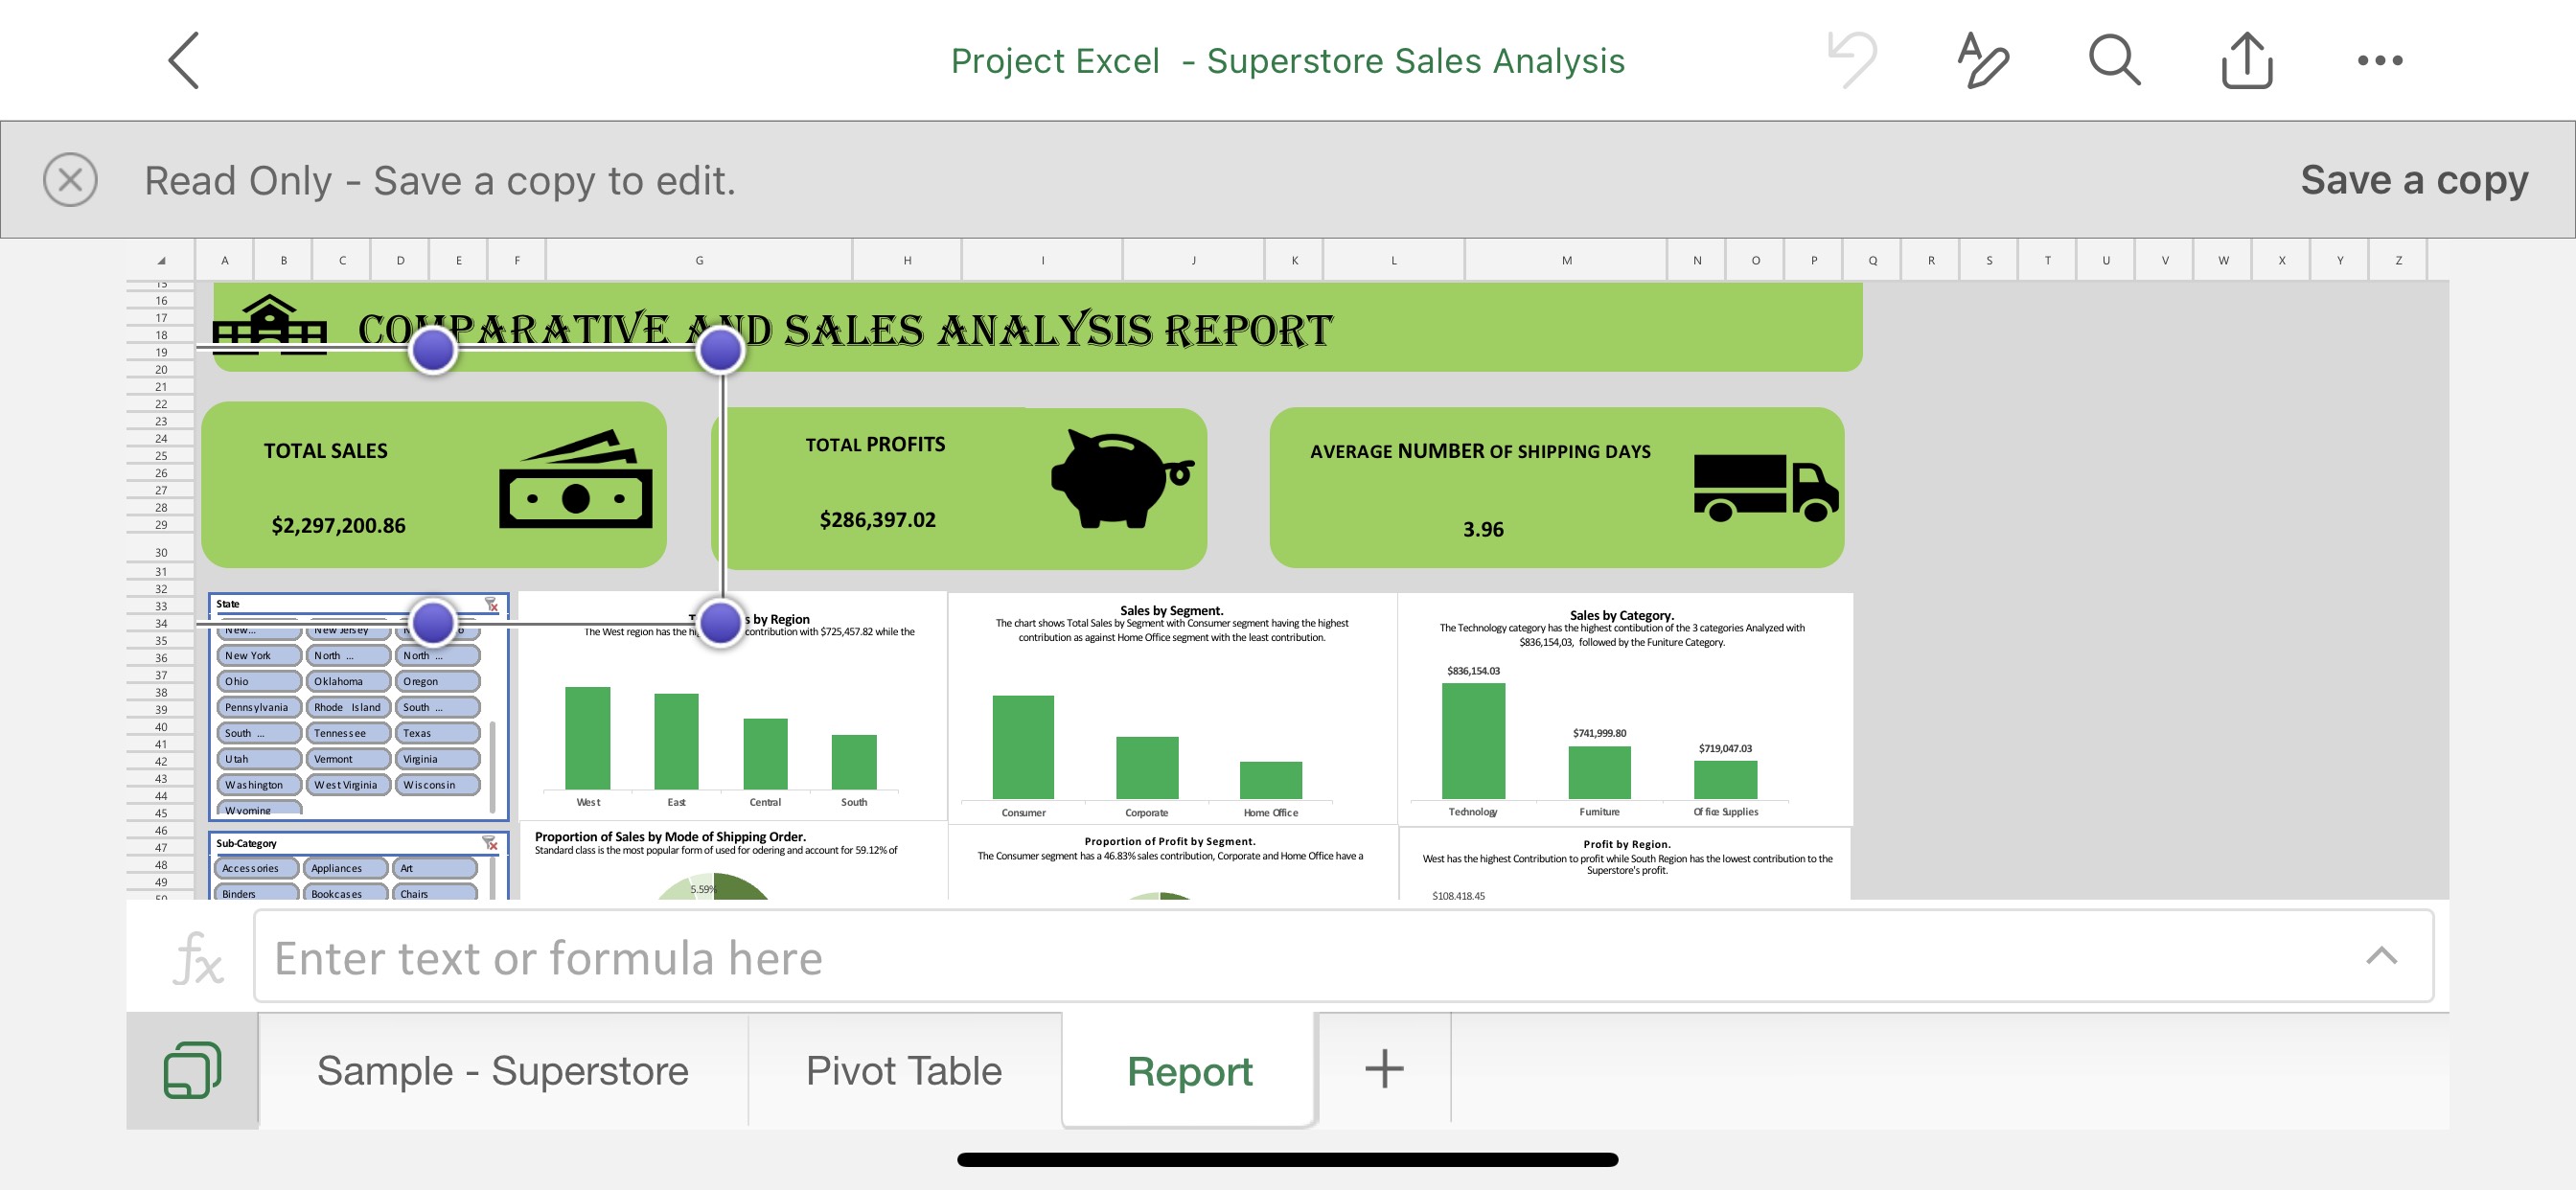 Project Excel  - Superstore Sales Analysis
Read Only - Save a copy to edit.
Save a copy
A B C D E F G H I J K L M N O P Q R S T U V W X Y Z
16
17
18
19
20
21
22
23
24
25
26
27
28
29
30
31
32
33
34
35
36
37
38
39
40
41
42
43
44
45
46
47
48
49
COMPARATIVE AND SALES ANALYSIS REPORT
TOTAL SALES
$2,297,200.86
TOTAL PROFITS
$286,397.02
AVERAGE NUMBER OF SHIPPING DAYS
3.96
State
New... New Jersey
New York North ... North ...
Ohio Oklahoma Oregon
Pennsylvania Rhode Island South ...
South ... Tennessee Texas
Utah Vermont Virginia
Washington West Virginia Wisconsin
Wyoming
Sub-Category
Accessories Appliances Art
Binders Bookcases Chairs
s by Region
The West region has the contribution with $725,457.82 while the
West East Central South
Sales by Segment.
The chart shows Total Sales by Segment with Consumer segment having the highest
contribution as against Home Office segment with the least contribution.
Consumer Corporate Home Office
Sales by Category.
The Technology category has the highest contibution of the 3 categories Analyzed with
$836,154,03,  followed by the Funiture Category.
$836,154.03
$741,999.80
$719,047.03
Technology Furniture Office Supplies
Proportion of Sales by Mode of Shipping Order.
Standard class is the most popular form of used for odering and account for 59.12% of
5.59%
Proportion of Profit by Segment.
The Consumer segment has a 46.83% sales contribution, Corporate and Home Office have a
Profit by Region.
West has the highest Contribution to profit while South Region has the lowest contribution to the
Superstore's profit.
$108,418.45
fx
Enter text or formula here
Sample - Superstore
Pivot Table
Report
+